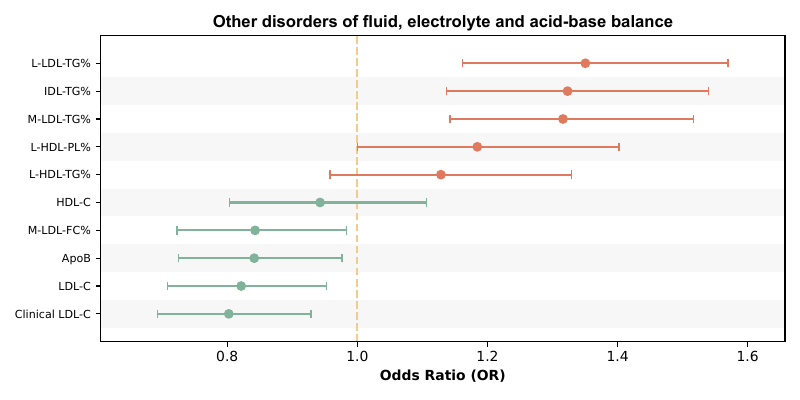 Other disorders of fluid, electrolyte and acid-base balance
L-LDL-TG%
IDL-TG%
M-LDL-TG%
L-HDL-PL%
L-HDL-TG%
HDL-C
M-LDL-FC%
ApoB
LDL-C
Clinical LDL-C
0.8 1.0 1.2 1.4 1.6
Odds Ratio (OR)